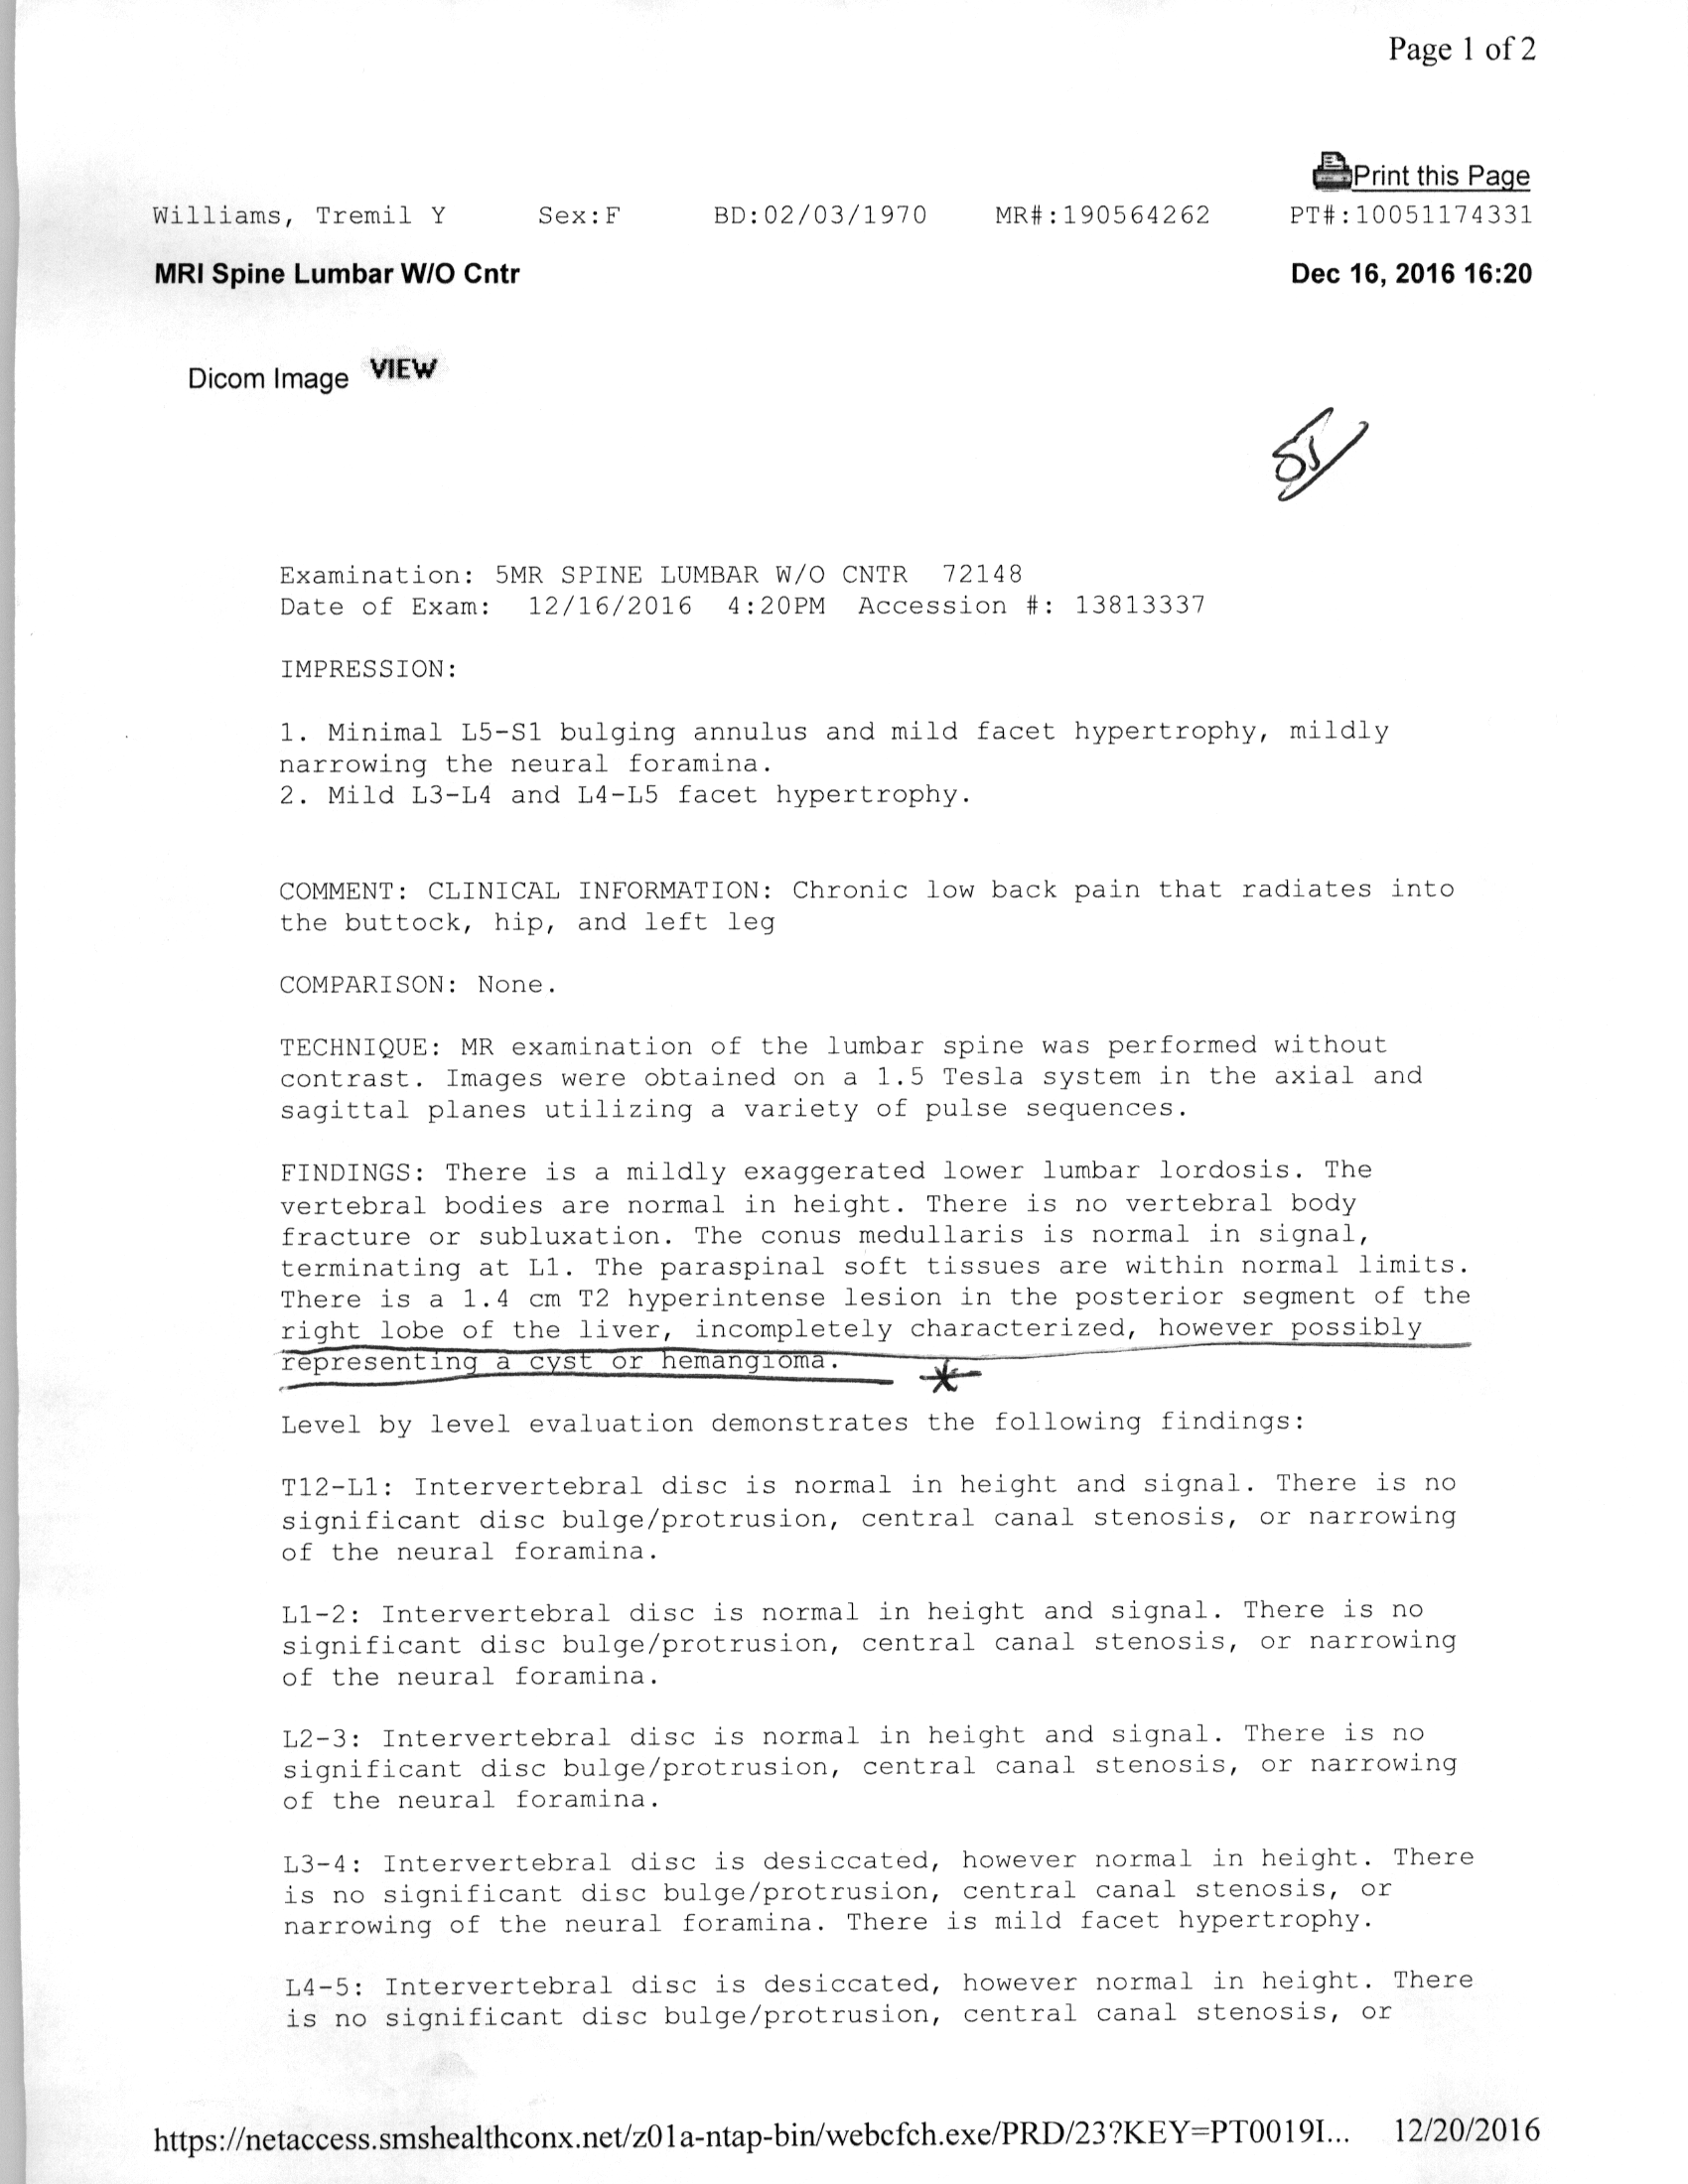 Page 1 of 2
Print this Page
Williams, Tremil Y Sex:F BD:02/03/1970 MR#:190564262 PT#:10051174331
MRI Spine Lumbar W/O Cntr Dec 16, 2016 16:20
Dicom Image VIEW
Examination: 5MR SPINE LUMBAR W/O CNTR 72148
Date of Exam: 12/16/2016 4:20PM Accession #: 13813337
IMPRESSION:
1. Minimal L5-S1 bulging annulus and mild facet hypertrophy, mildly
narrowing the neural foramina.
2. Mild L3-L4 and L4-L5 facet hypertrophy.
COMMENT: CLINICAL INFORMATION: Chronic low back pain that radiates into
the buttock, hip, and left leg
COMPARISON: None.
TECHNIQUE: MR examination of the lumbar spine was performed without
contrast. Images were obtained on a 1.5 Tesla system in the axial and
sagittal planes utilizing a variety of pulse sequences.
FINDINGS: There is a mildly exaggerated lower lumbar lordosis. The
vertebral bodies are normal in height. There is no vertebral body
fracture or subluxation. The conus medullaris is normal in signal,
terminating at L1. The paraspinal soft tissues are within normal limits.
There is a 1.4 cm T2 hyperintense lesion in the posterior segment of the
right lobe of the liver, incompletely characterized, however possibly
representing a cyst or hemangioma.
Level by level evaluation demonstrates the following findings:
T12-L1: Intervertebral disc is normal in height and signal. There is no
significant disc bulge/protrusion, central canal stenosis, or narrowing
of the neural foramina.
L1-2: Intervertebral disc is normal in height and signal. There is no
significant disc bulge/protrusion, central canal stenosis, or narrowing
of the neural foramina.
L2-3: Intervertebral disc is normal in height and signal. There is no
significant disc bulge/protrusion, central canal stenosis, or narrowing
of the neural foramina.
L3-4: Intervertebral disc is desiccated, however normal in height. There
is no significant disc bulge/protrusion, central canal stenosis, or
narrowing of the neural foramina. There is mild facet hypertrophy.
L4-5: Intervertebral disc is desiccated, however normal in height. There
is no significant disc bulge/protrusion, central canal stenosis, or
https://netaccess.smshealthconx.net/z01a-ntap-bin/webcfch.exe/PRD/23?KEY=PT0019I... 12/20/2016